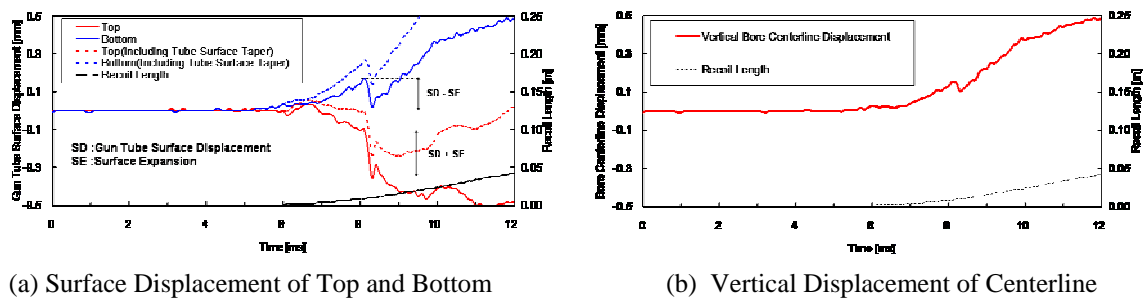 0.5
0.3
0.1
-0.1
-0.3
-0.5
Gun Tube Surface Displacement [mm]
Top
Bottom
Top(Including Tube Surface Taper)
Bottom(Including Tube Surface Taper)
Recoil Length
SD - SE
SD + SE
SD :Gun Tube Surface Displacement
SE :Surface Expansion
0.25
0.20
0.15
0.10
0.05
0.00
Recoil Length [m]
0 2 4 6 8 10 12
Time [ms]
(a) Surface Displacement of Top and Bottom
0.5
0.3
0.1
-0.1
-0.3
-0.5
Bore Centerline Displacement [mm]
Vertical Bore Centerline Displacement
Recoil Length
0.25
0.20
0.15
0.10
0.05
0.00
Recoil Length [m]
0 2 4 6 8 10 12
Time [ms]
(b) Vertical Displacement of Centerline